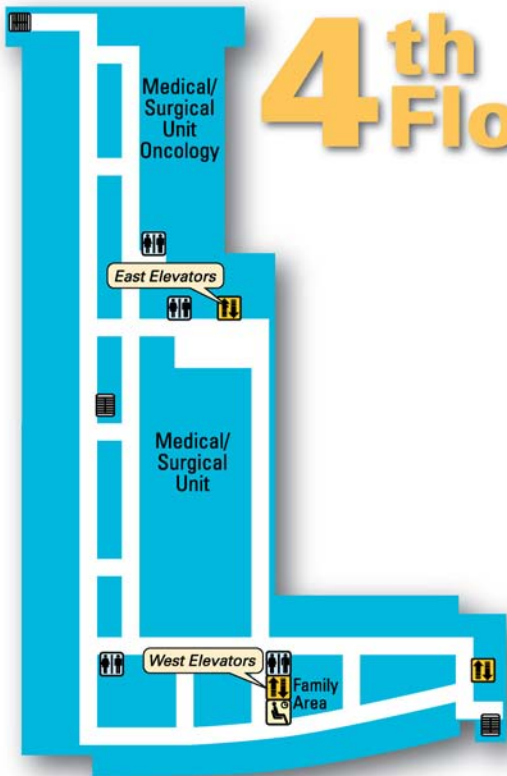 4th
Flo
Medical/
Surgical
Unit
Oncology
East Elevators
Medical/
Surgical
Unit
West Elevators
Family
Area